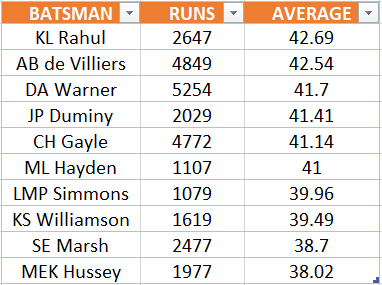 BATSMAN RUNS AVERAGE
KL Rahul 2647 42.69
AB de Villiers 4849 42.54
DA Warner 5254 41.7
JP Duminy 2029 41.41
CH Gayle 4772 41.14
ML Hayden 1107 41
LMP Simmons 1079 39.96
KS Williamson 1619 39.49
SE Marsh 2477 38.7
MEK Hussey 1977 38.02